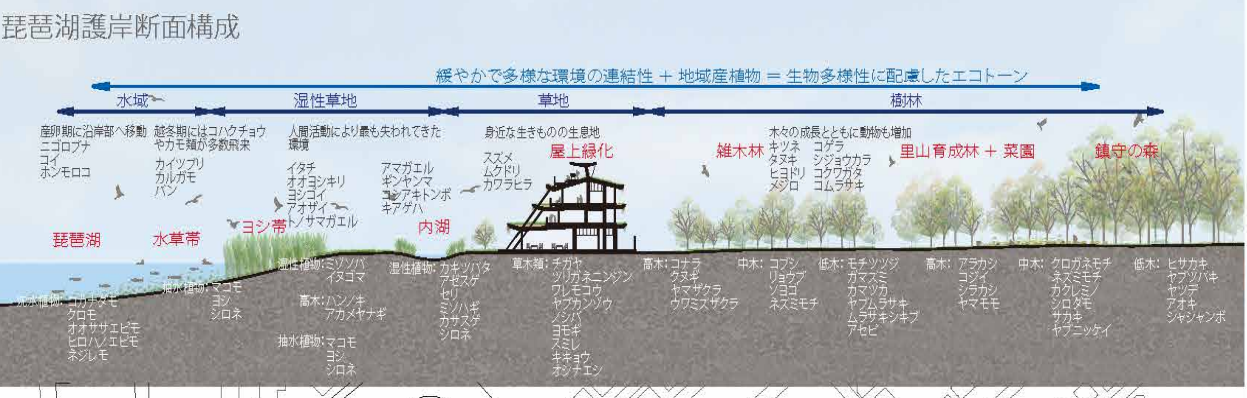 琵琶湖護岸断面構成
緩やかで多様な環境の連結性 + 地域産植物 = 生物多様性に配慮したエコトーン
水域
湿性草地
草地
樹林
産卵期に沿岸部へ移動
ニゴロブナ
コイ
ホンモロコ
越冬期にはコハクチョウ
やカモ類が多数飛来
カイツブリ
カルガモ
バン
人間活動により最も失われてきた
環境
イタチ
オオヨシキリ
ヨシゴイ
アオサギ
トノサマガエル
アマガエル
ギンヤンマ
キアゲハ
身近な生きものの生息地
スズメ
ムクドリ
カワラヒラ
木々の成長とともに動物も増加
キツネ
タヌキ
ヒヨドリ
メジロ
コゲラ
シジョウカラ
コクワガタ
コムラサキ
琵琶湖
水草帯
ヨシ帯
内湖
屋上緑化
雑木林
里山育成林 + 菜園
鎮守の森
クロモ
オオササエビモ
ヒロハノエビモ
ネジレモ
マコモ
ヨシ
シロネ
湿性植物:ミゾソバ
イヌゴマ
高木:ハンノキ
アカメヤナギ
抽水植物:マコモ
ヨシ
シロネ
湿性植物:カキツバタ
アゼスゲ
セリ
ミソハギ
カサスゲ
シロネ
草本類:チガヤ
ツリガネニンジン
ワレモコウ
ヤブカンゾウ
ノシバ
ヨモギ
スミレ
キキョウ
オミナエシ
高木:コナラ
クヌギ
ヤマザクラ
ウワミズザクラ
中木:コブシ
リョウブ
ソヨゴ
ネズミモチ
低木:モチツツジ
ガマズミ
カマツカ
ヤブムラサキ
ムラサキシキブ
アセビ
高木:アラカシ
コジイ
シラカシ
ヤマモモ
中木:クロガネモチ
ネズミモチ
カクレミノ
シロダモ
サカキ
ヤブニッケイ
低木:ヒサカキ
ヤブツバキ
ヤツデ
アオキ
シャシャンボ